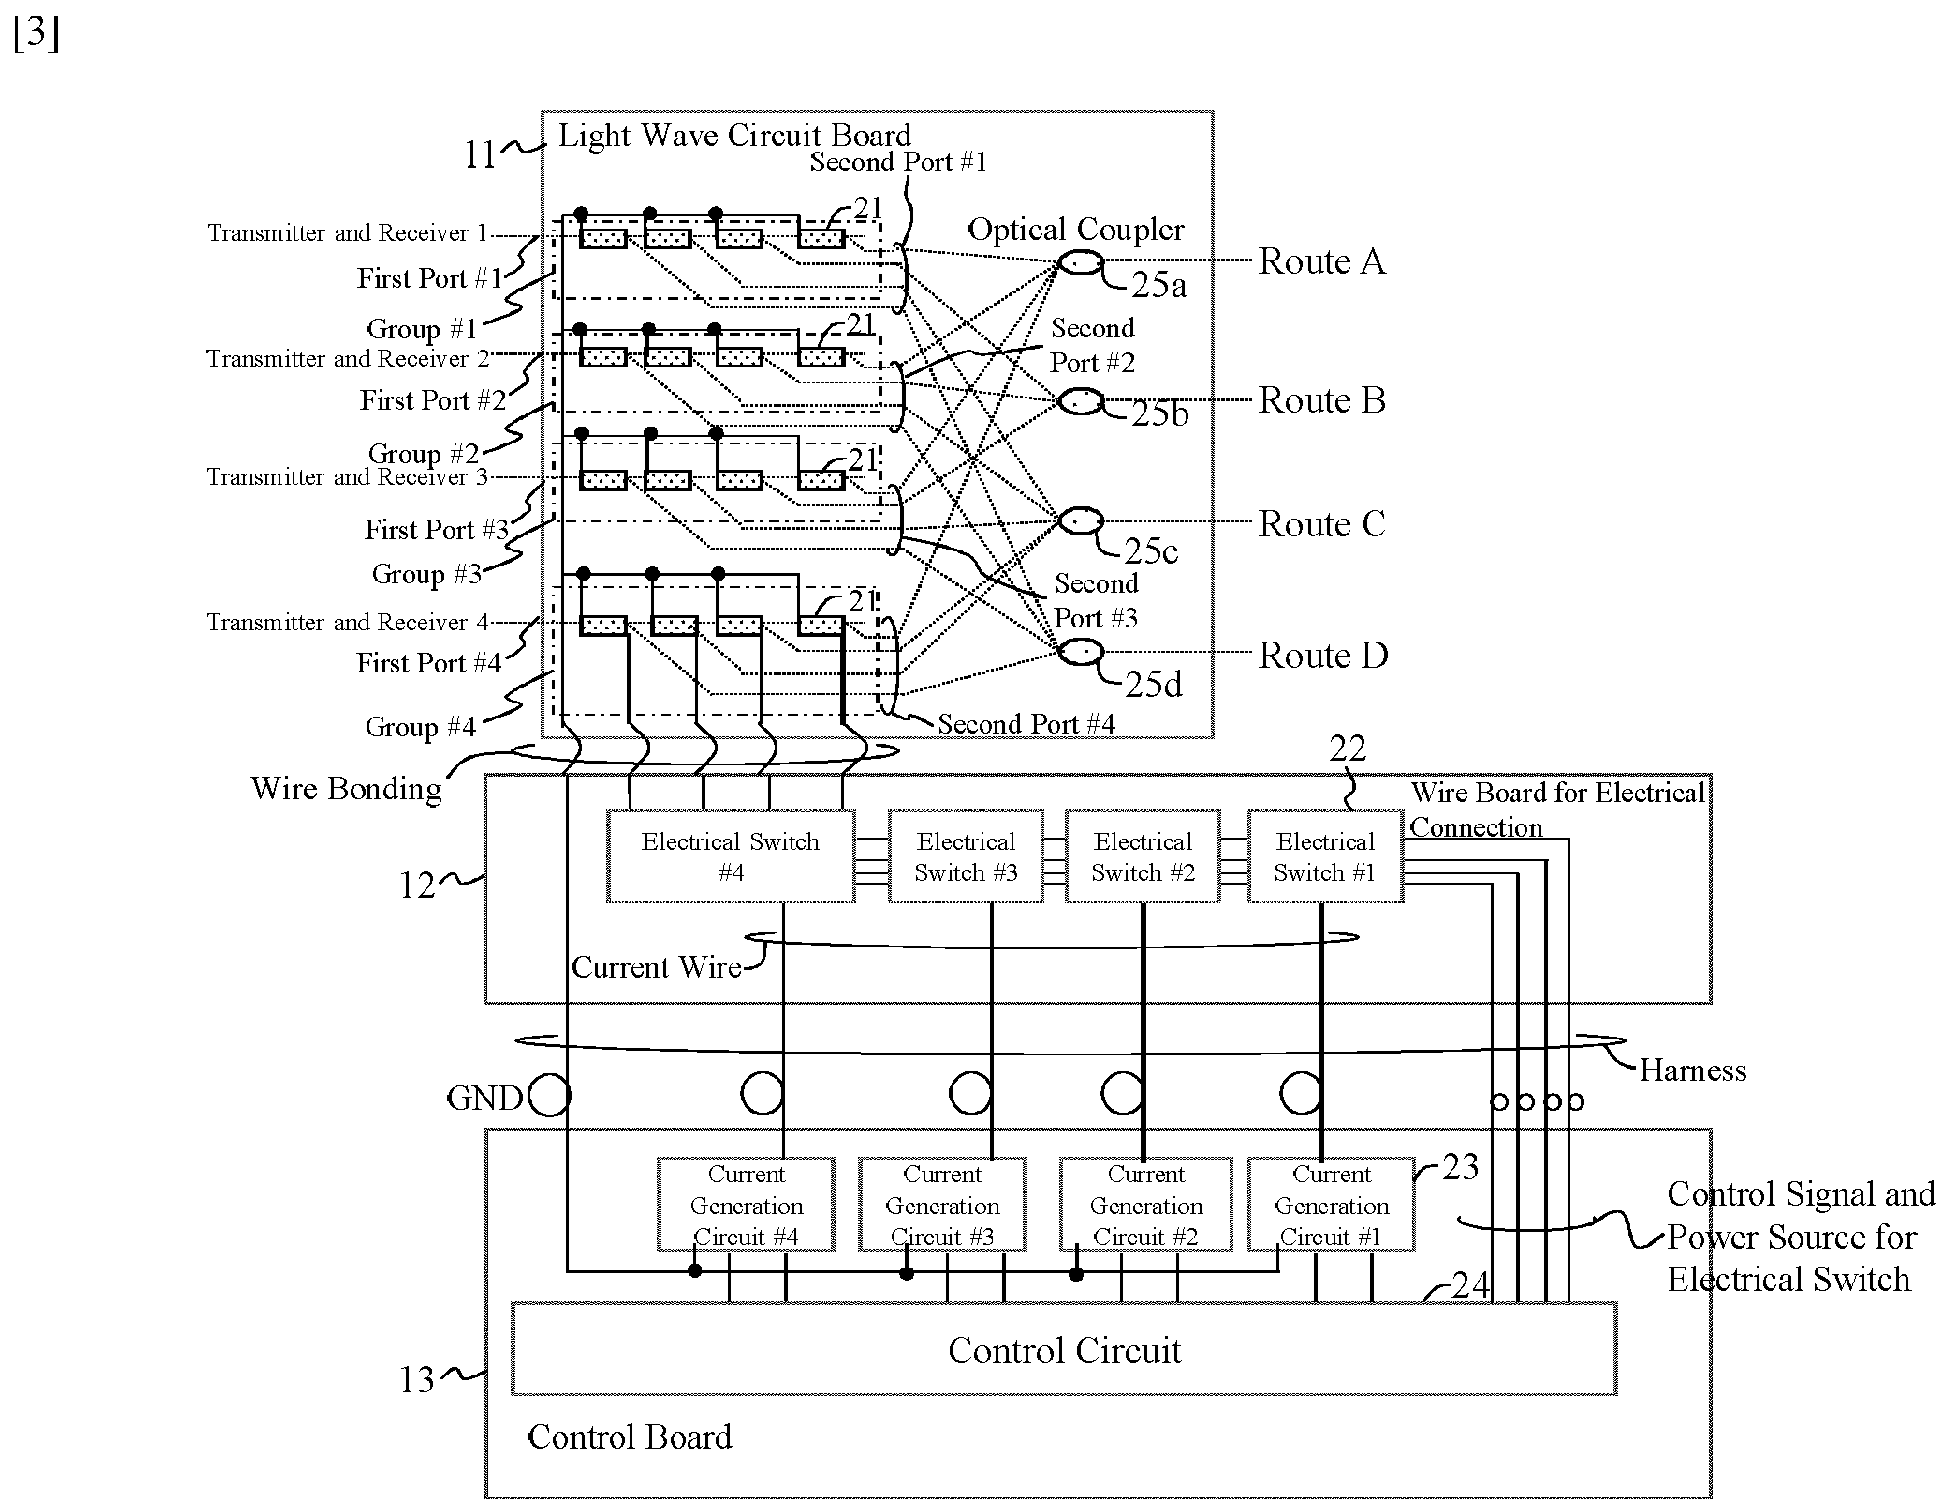 [3]
Light Wave Circuit Board
11
Second Port #1
21
Transmitter and Receiver 1
Optical Coupler
First Port #1
Route A
25a
Group #1
21
Second
Port #2
Transmitter and Receiver 2
First Port #2
Route B
25b
Group #2
21
Transmitter and Receiver 3
First Port #3
Route C
25c
Group #3
Second
Port #3
21
Transmitter and Receiver 4
First Port #4
Route D
25d
Group #4
Second Port #4
22
Wire Bonding
Wire Board for Electrical
Connection
Electrical Switch
#4
Electrical
Switch #3
Electrical
Switch #2
Electrical
Switch #1
12
Current Wire
Harness
GND
Current
Generation
Circuit #4
Current
Generation
Circuit #3
Current
Generation
Circuit #2
Current
Generation
Circuit #1
23
Control Signal and
Power Source for
Electrical Switch
24
Control Circuit
13
Control Board